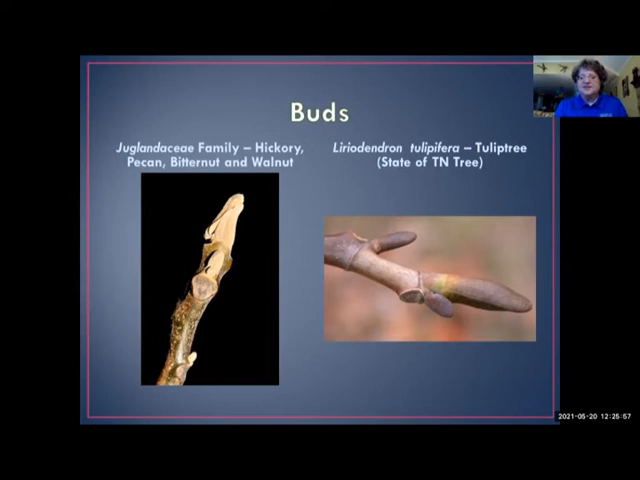 Buds
Juglandaceae Family – Hickory,
Pecan, Bitternut and Walnut
Liriodendron tulipifera – Tuliptree
(State of TN Tree)
2021-05-20 12:25:57